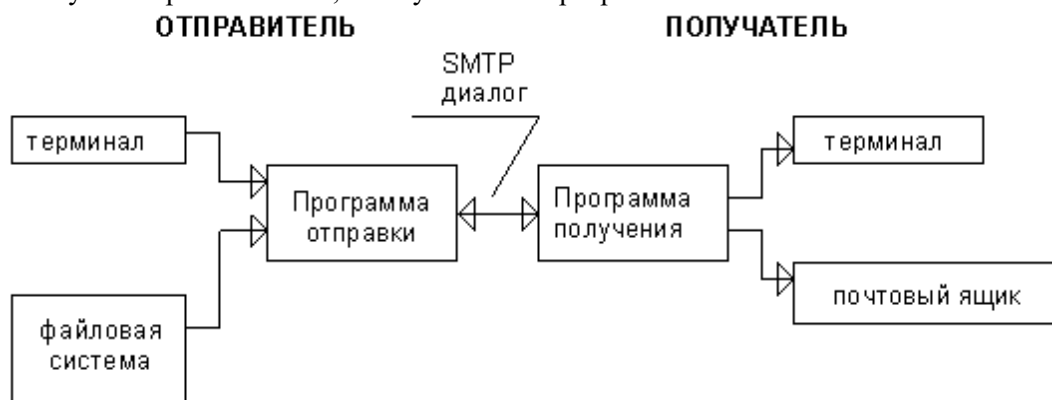 ОТПРАВИТЕЛЬ
ПОЛУЧАТЕЛЬ
SMTP
диалог
терминал
терминал
Программа
отправки
Программа
получения
файловая
система
почтовый ящик